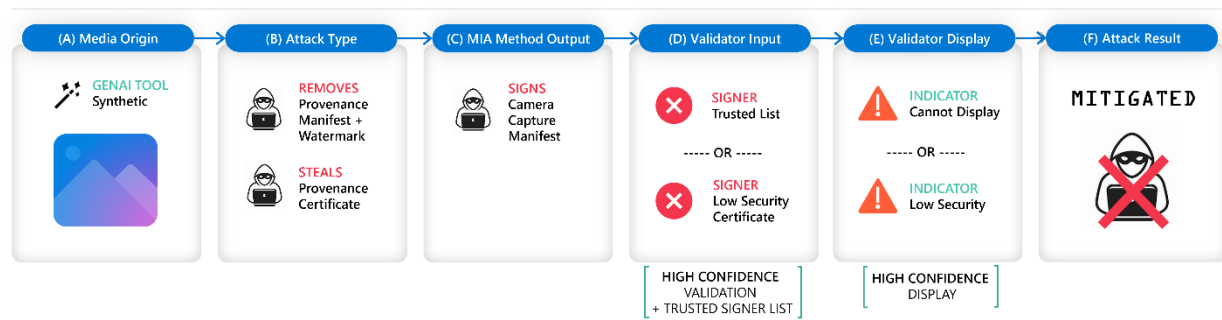 (A) Media Origin
GENAI TOOL
Synthetic
(B) Attack Type
REMOVES
Provenance
Manifest +
Watermark
STEALS
Provenance
Certificate
(C) MIA Method Output
SIGNS
Camera
Capture
Manifest
(D) Validator Input
SIGNER
Trusted List
----- OR -----
SIGNER
Low Security
Certificate
HIGH CONFIDENCE
VALIDATION
+ TRUSTED SIGNER LIST
(E) Validator Display
INDICATOR
Cannot Display
----- OR -----
INDICATOR
Low Security
HIGH CONFIDENCE
DISPLAY
(F) Attack Result
MITIGATED